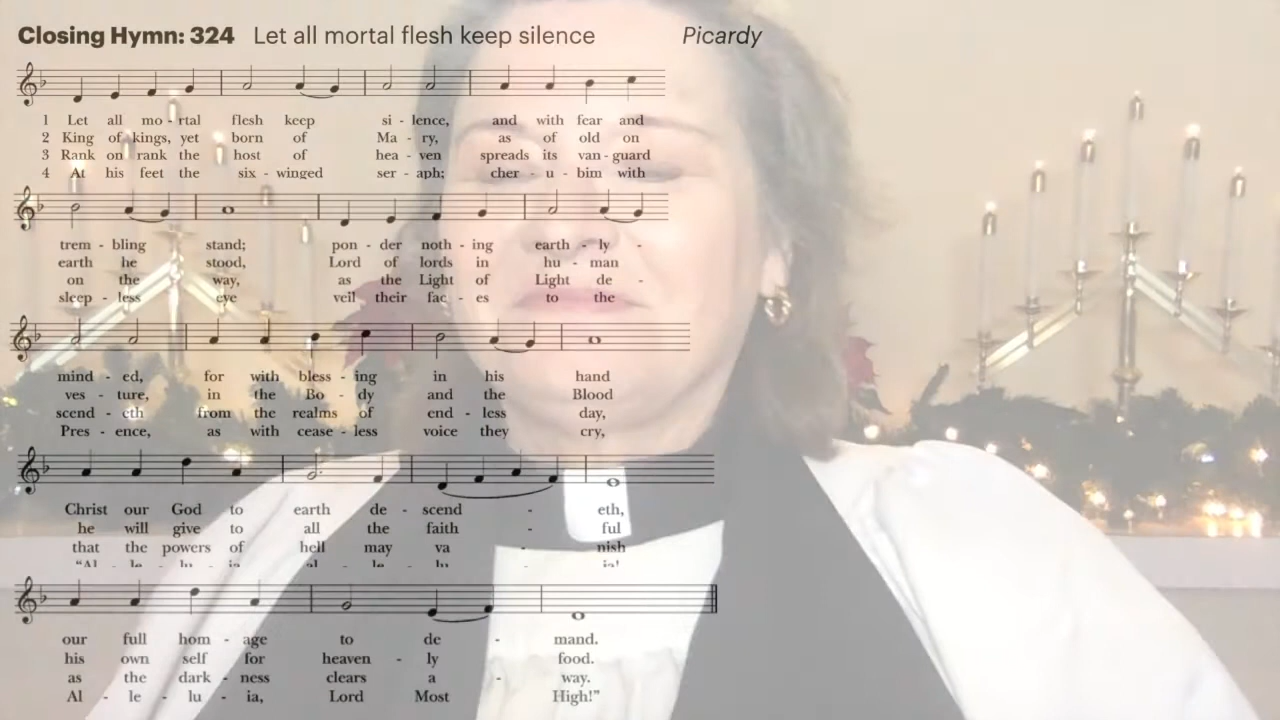 Closing Hymn: 324 Let all mortal flesh keep silence Picardy
1 Let all mo - rtal flesh keep si - lence, and with fear and
2 King of kings, yet born of Ma - ry, as of old on
3 Rank on rank the host of hea - ven spreads its van - guard
4 At his feet the six - winged ser - aph; cher - u - bim with
trem - bling stand; pon - der noth - ing earth - ly -
earth he stood, Lord of lords in hu - man
on the way, as the Light of Light de -
sleep - less eye veil their fac - es to the
mind - ed, for with bless - ing in his hand
ves - ture, in the Bo - dy and the Blood
scend - eth from the realms of end - less day,
Pres - ence, as with cease - less voice they cry,
Christ our God to earth de - scend - eth,
he will give to all the faith - ful
that the powers of hell may va - nish
“Al - le - lu - ia, al - le - lu - ia!
our full hom - age to de - mand.
his own self for heaven - ly food.
as the dark - ness clears a - way.
Al - le - lu - ia, Lord Most High!”